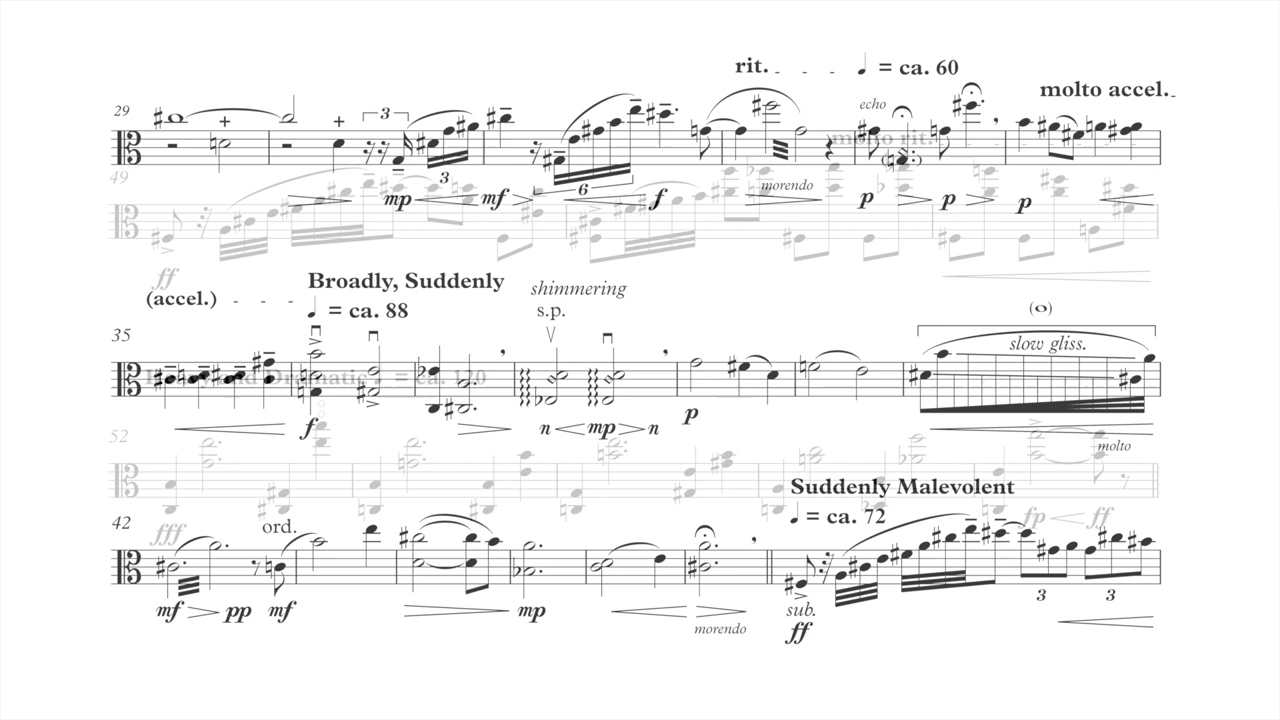 rit.
♩ = ca. 60
molto accel.
29
3
+
+
echo
molto rit.
3
49
mp
mf
6
f
morendo
p
p
p
ff
(accel.)
Broadly, Suddenly
♩ = ca. 88
shimmering
s.p.
35
(o)
slow gliss.
Dramatic ♩ = ca. 120
f
n
mp
n
p
52
molto
42
Suddenly Malevolent
♩ = ca. 72
fff
ord.
fp
ff
mf
pp
mf
mp
3
3
sub.
ff
morendo